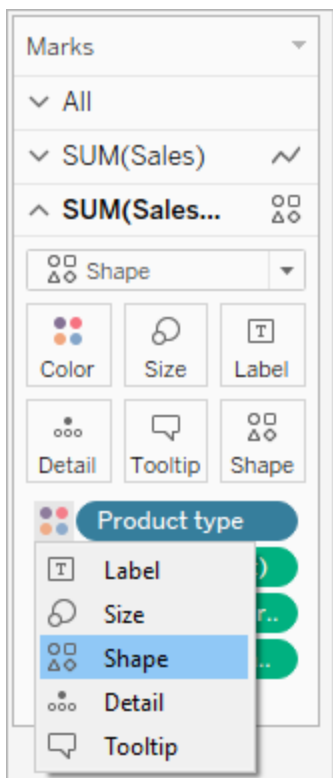 Marks
All
SUM(Sales)
SUM(Sales...
Shape
Color Size Label
Detail Tooltip Shape
Product type
Label
Size
Shape
Detail
Tooltip